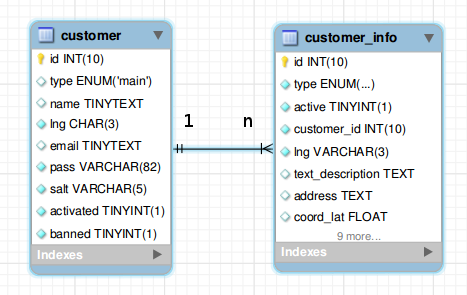 customer
id INT(10)
type ENUM('main')
name TINYTEXT
lng CHAR(3)
email TINYTEXT
pass VARCHAR(82)
salt VARCHAR(5)
activated TINYINT(1)
banned TINYINT(1)
Indexes
1 n
customer_info
id INT(10)
type ENUM(...)
active TINYINT(1)
customer_id INT(10)
lng VARCHAR(3)
text_description TEXT
address TEXT
coord_lat FLOAT
9 more...
Indexes